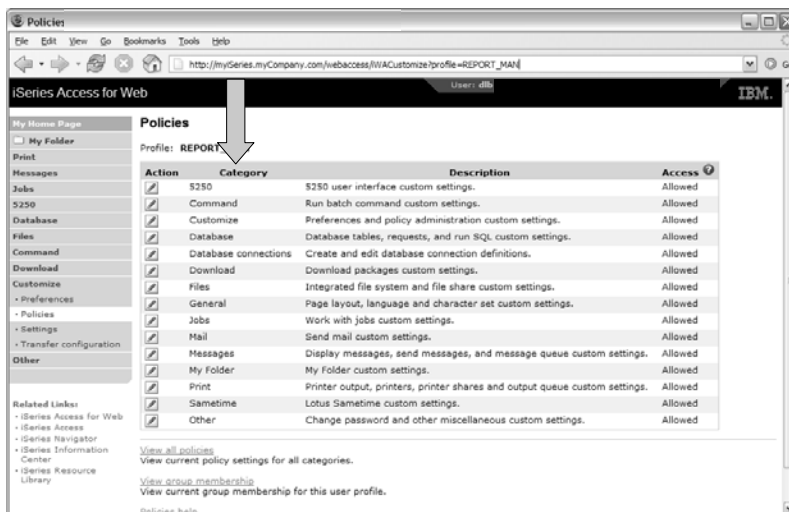 Policies
File Edit View Go Bookmarks Tools Help
http://myiSeries.myCompany.com/webaccess/iWACustomize?profile=REPORT_MAN
iSeries Access for Web
User: dlb
IBM.
My Home Page
My Folder
Print
Messages
Jobs
5250
Database
Files
Command
Download
Customize
• Preferences
• Policies
• Settings
• Transfer configuration
Other
Related Links:
• iSeries Access for Web
• iSeries Access
• iSeries Navigator
• iSeries Information
Center
• iSeries Resource
Library
Policies
Profile: REPORT_
Action Category Description Access ?
5250 5250 user interface custom settings. Allowed
Command Run batch command custom settings. Allowed
Customize Preferences and policy administration custom settings. Allowed
Database Database tables, requests, and run SQL custom settings. Allowed
Database connections Create and edit database connection definitions. Allowed
Download Download packages custom settings. Allowed
Files Integrated file system and file share custom settings. Allowed
General Page layout, language and character set custom settings. Allowed
Jobs Work with jobs custom settings. Allowed
Mail Send mail custom settings. Allowed
Messages Display messages, send messages, and message queue custom settings. Allowed
My Folder My Folder custom settings. Allowed
Print Printer output, printers, printer shares and output queue custom settings. Allowed
Sametime Lotus Sametime custom settings. Allowed
Other Change password and other miscellaneous custom settings. Allowed
View all policies
View current policy settings for all categories.
View group membership
View current group membership for this user profile.
Policies help